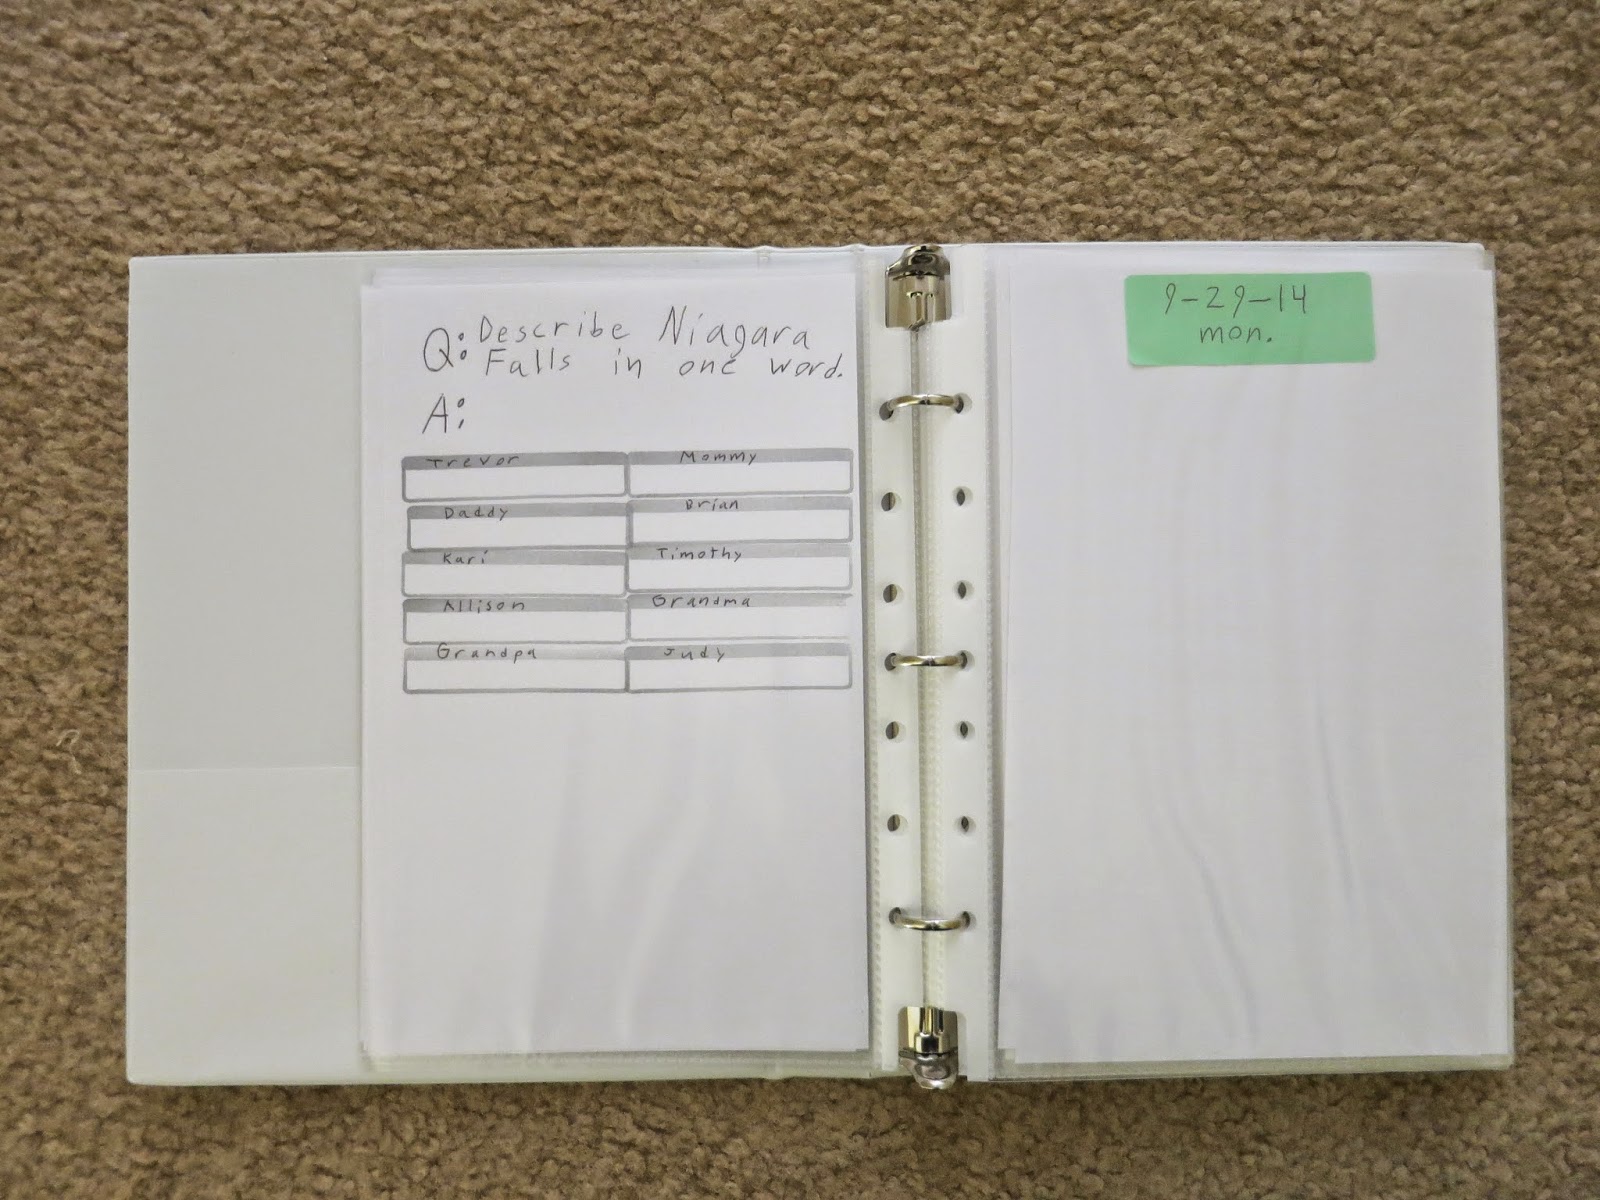 Q: Describe Niagara
Falls in one word.
A:
Trevor Mommy
Daddy Brian
Kari Timothy
Allison Grandma
Grandpa Judy
9-29-14
mon.